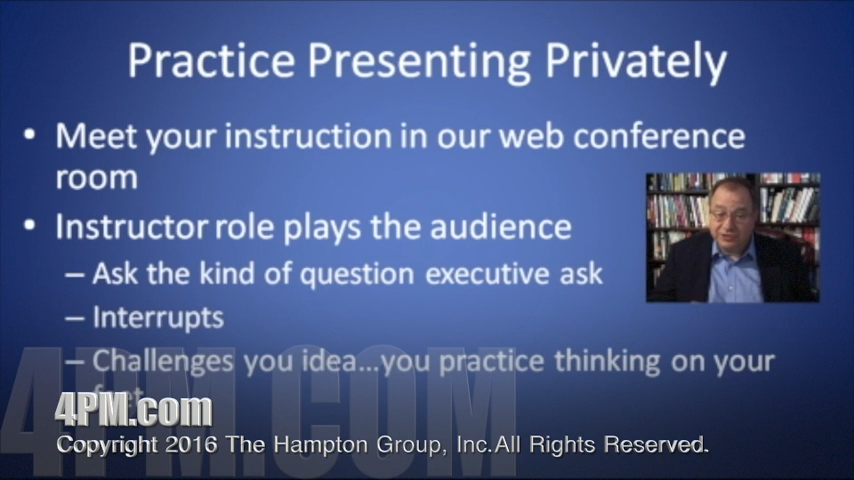 Practice Presenting Privately
• Meet your instruction in our web conference
room
• Instructor role plays the audience
– Ask the kind of question executive ask
– Interrupts
– Challenges you idea...you practice thinking on your
4PM.COM
4PM.com
Copyright 2016 The Hampton Group, Inc.All Rights Reserved.